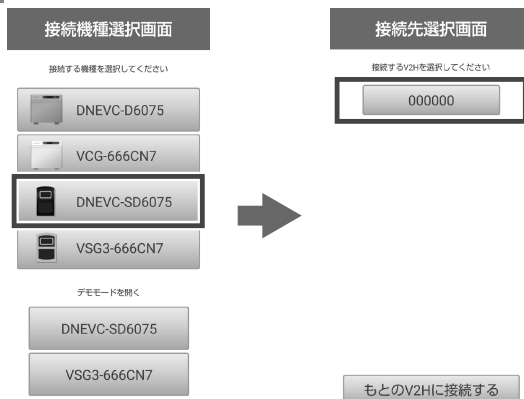 接続機種選択画面
接続する機種を選択してください
DNEVC-D6075
VCG-666CN7
DNEVC-SD6075
VSG3-666CN7
デモモードを開く
DNEVC-SD6075
VSG3-666CN7
接続先選択画面
接続するV2Hを選択してください
000000
もとのV2Hに接続する